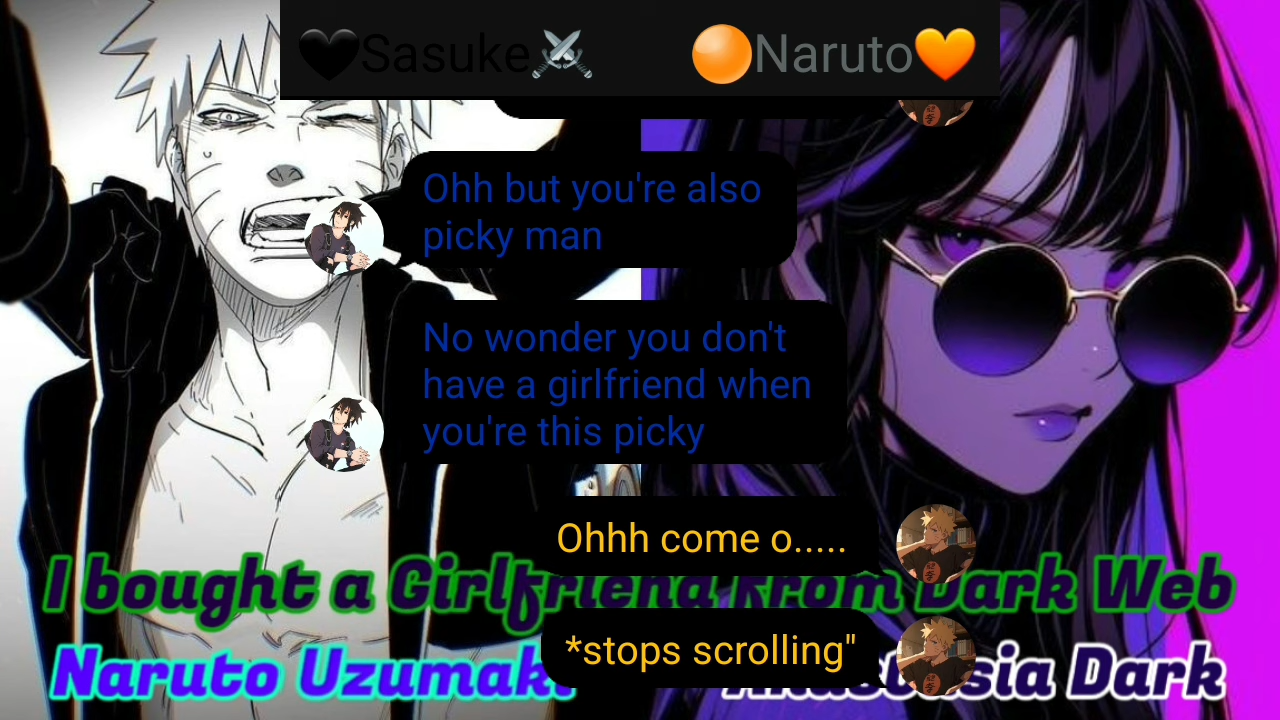 🖤Sasuke⚔️ 🟠Naruto🧡
Ohh but you're also
picky man
No wonder you don't
have a girlfriend when
you're this picky
Ohhh come o.....
*stops scrolling"
I bought a Girlfriend from Dark Web
Naruto Uzumaki Anastasia Dark